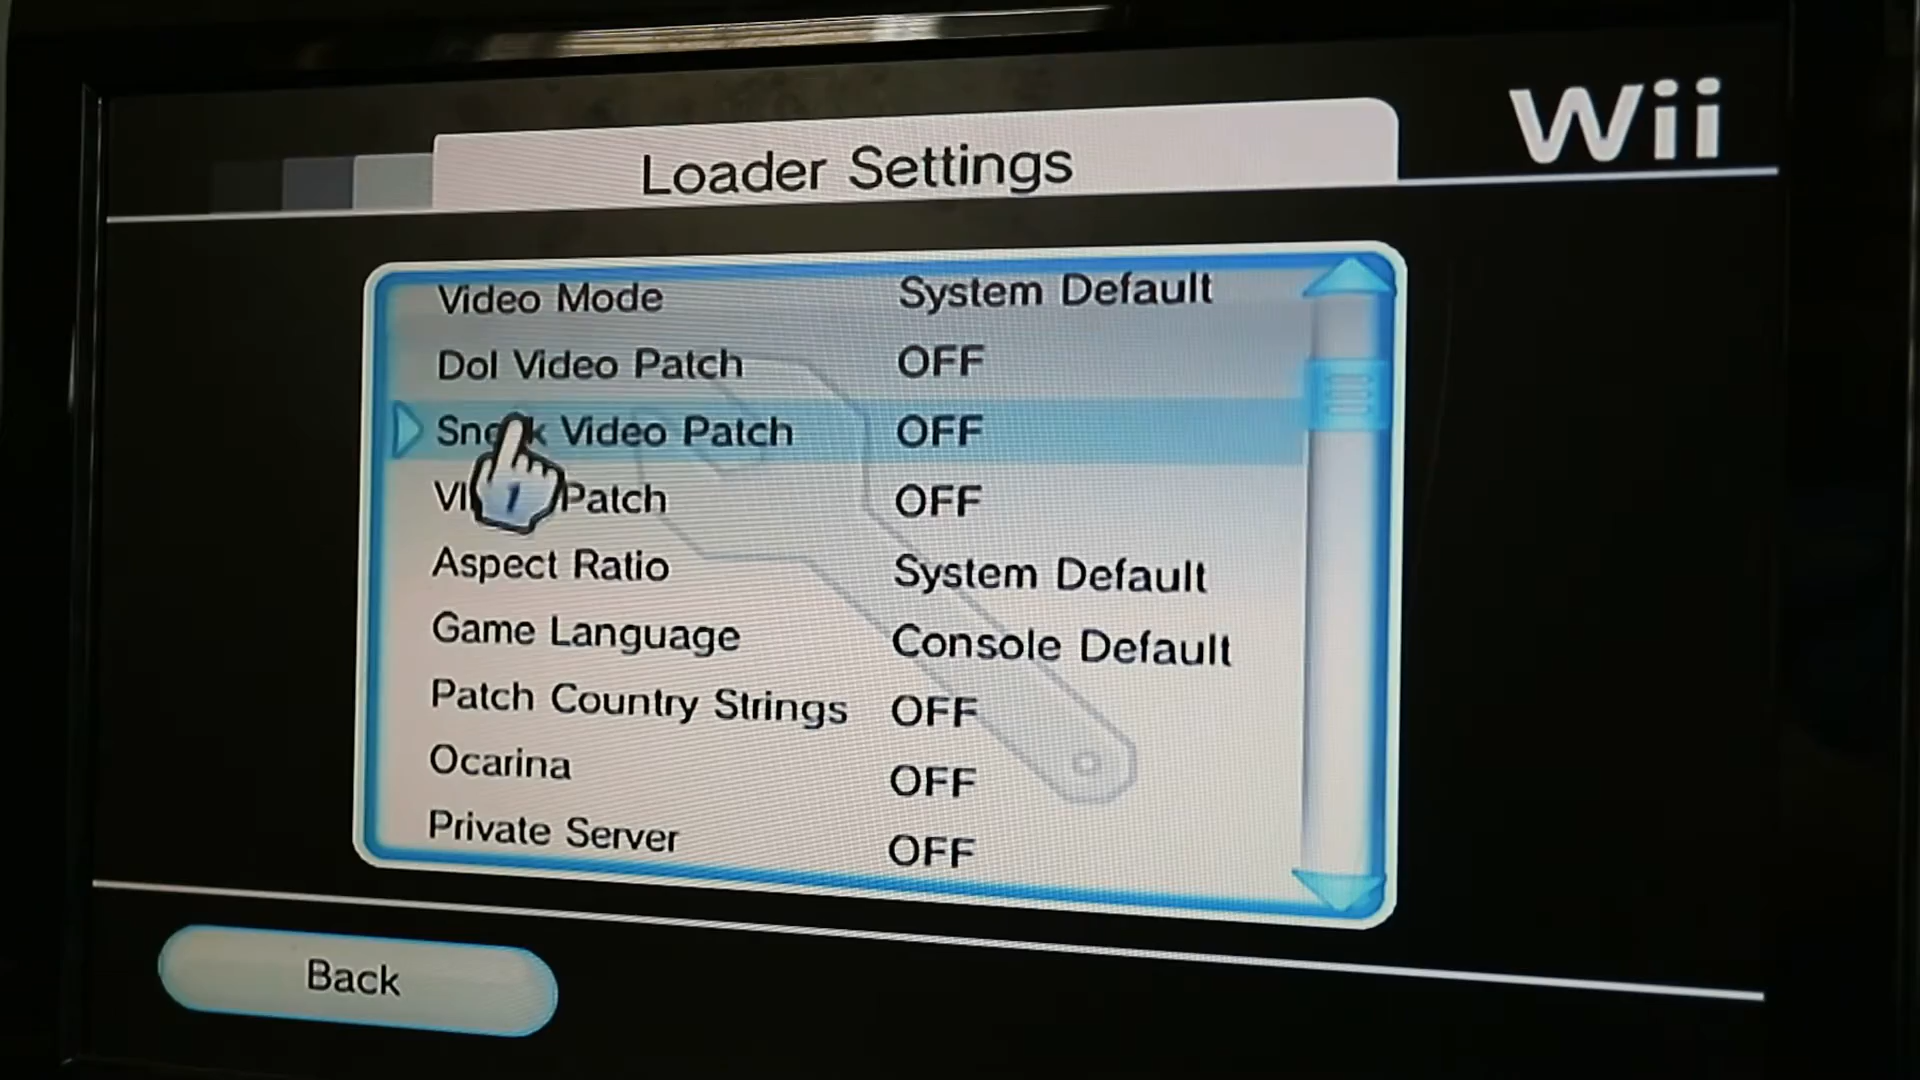 Wii
Loader Settings
Video Mode System Default
Dol Video Patch OFF
Video Patch OFF
Patch OFF
Aspect Ratio System Default
Game Language Console Default
Patch Country Strings OFF
Ocarina OFF
Private Server OFF
Back